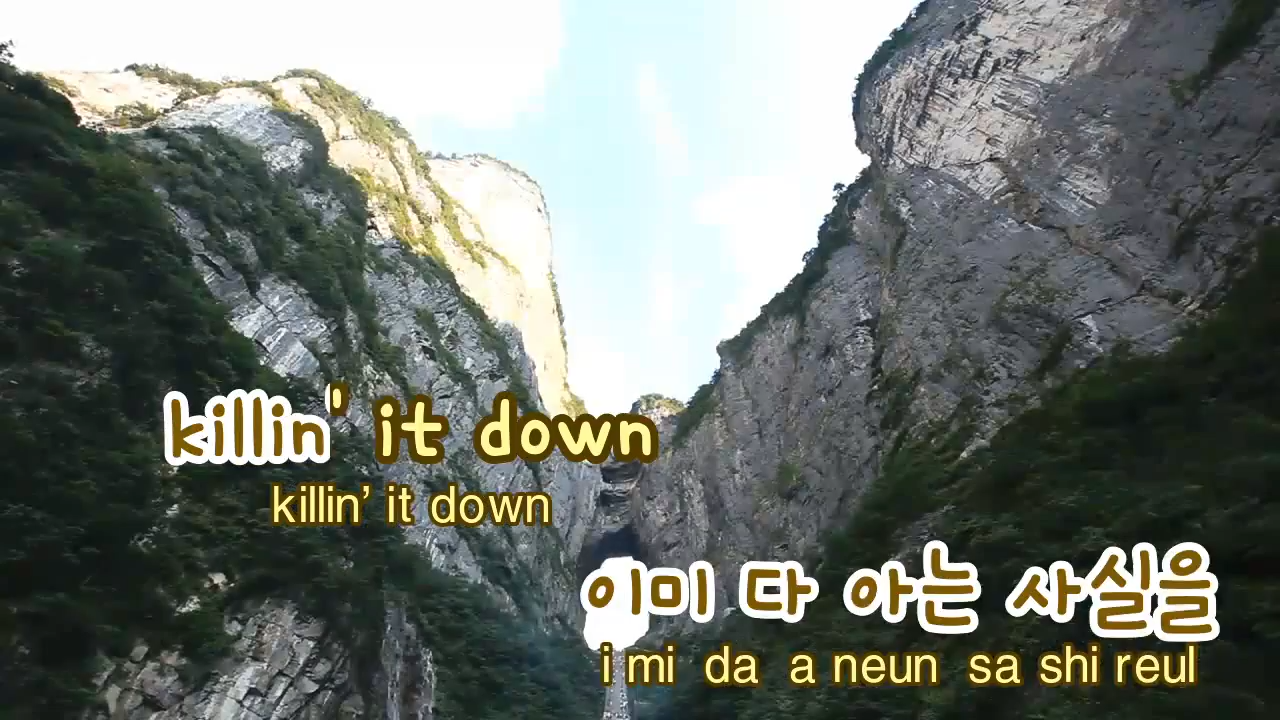 killin' it down
killin’ it down
이미 다 아는 사실을
i mi da a neun sa shi reul